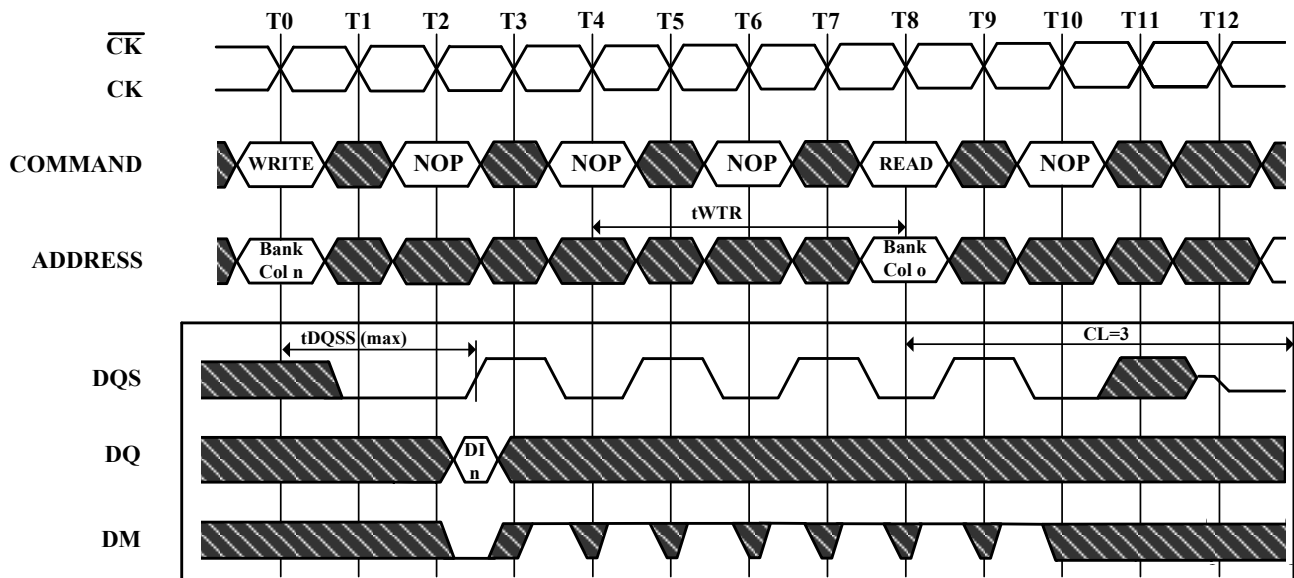 T0 T1 T2 T3 T4 T5 T6 T7 T8 T9 T10 T11 T12
CK
CK
COMMAND
WRITE NOP NOP NOP READ NOP
tWTR
ADDRESS
Bank
Col n
Bank
Col o
tDQSS (max)
CL=3
DQS
DQ
DI
n
DM